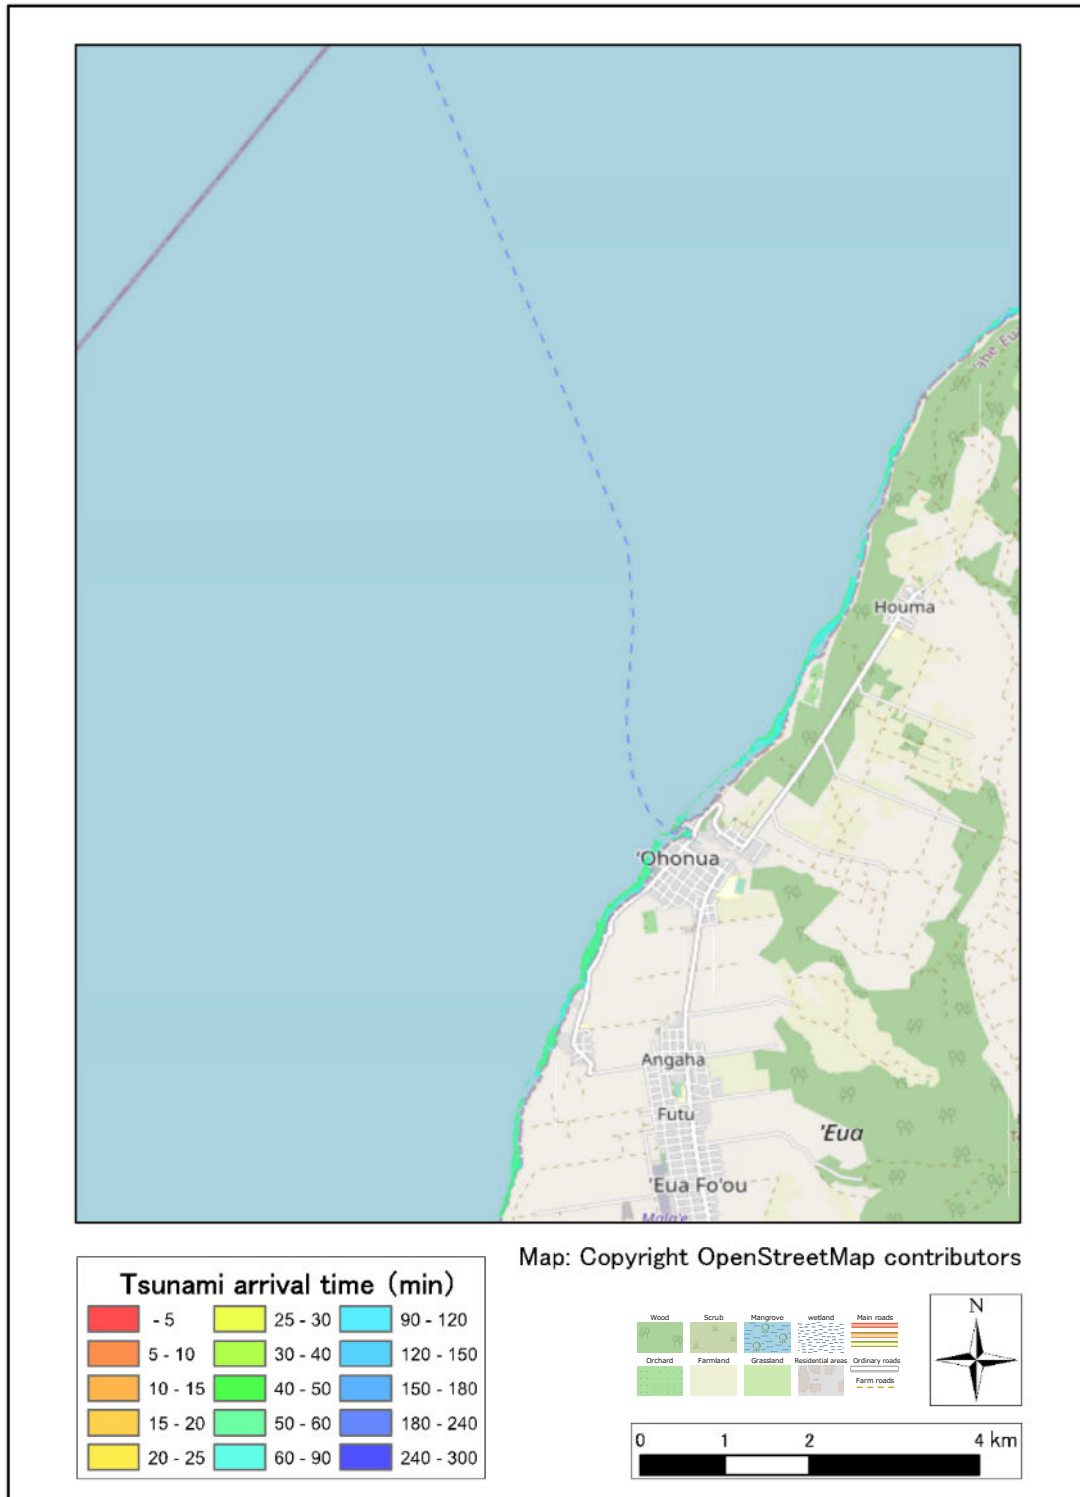 'ahe 'Eu
Houma
'Ohonua
Angaha
Futu
'Eua
'Eua Fo'ou
Mala'e
Map: Copyright OpenStreetMap contributors
Tsunami arrival time (min)
- 5
25 - 30
90 - 120
5 - 10
30 - 40
120 - 150
10 - 15
40 - 50
150 - 180
15 - 20
50 - 60
180 - 240
20 - 25
60 - 90
240 - 300
Wood
Scrub
Mangrove
wetland
Main roads
Orchard
Farmland
Grassland
Residential areas
Ordinary roads
Farm roads
N
0
1
2
4 km